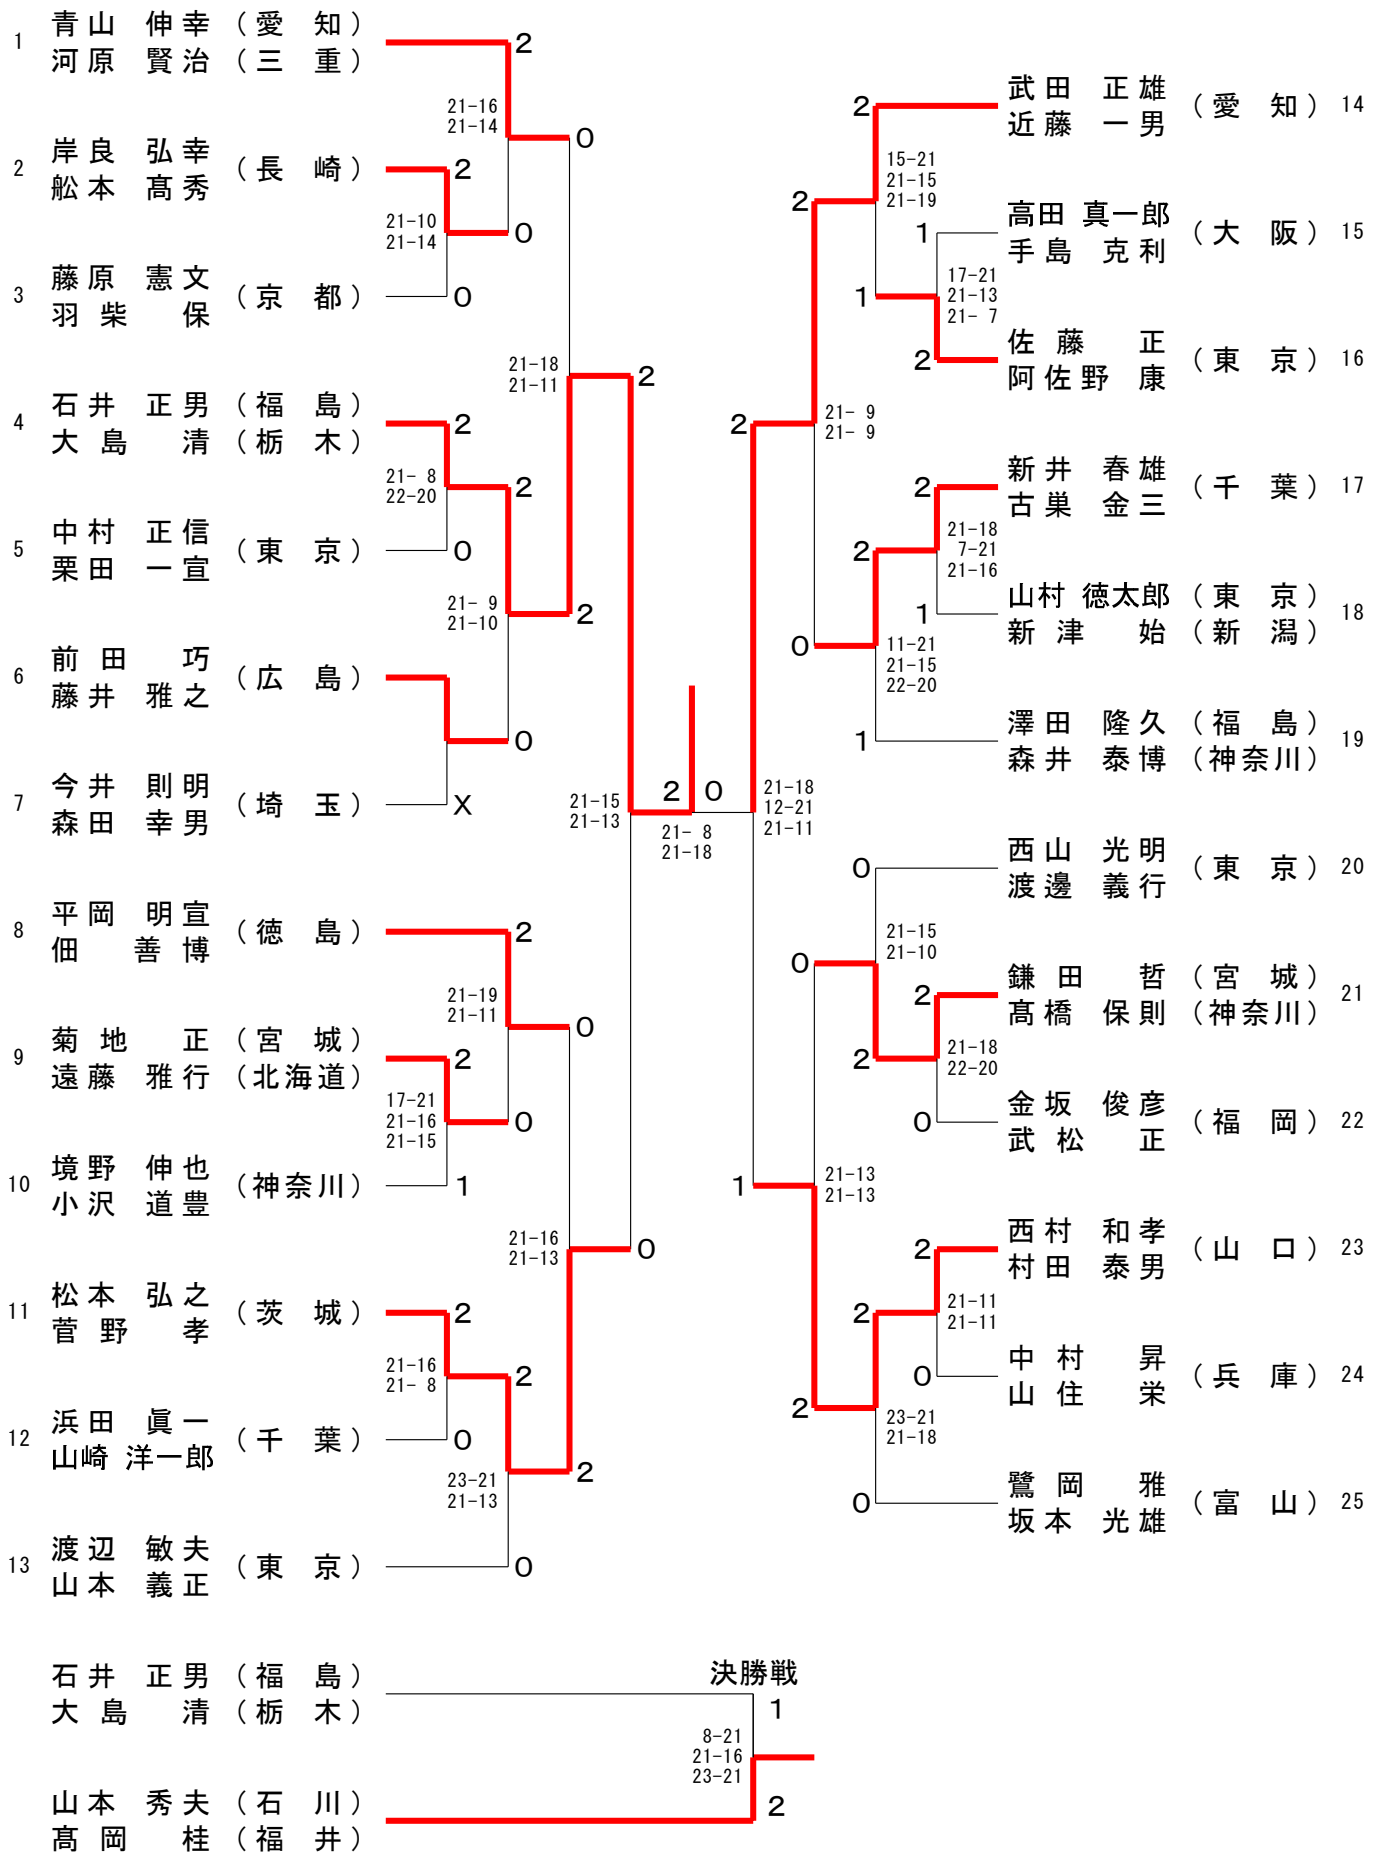 1 青山 伸幸 (愛 知)
河原 賢治 (三 重)
2
21-16
21-14
0
2 岸良 弘幸 (長 崎)
舩本 髙秀
2
21-10
21-14
0
3 藤原 憲文 (京 都)
羽柴 保
0
21-18
21-11
2
4 石井 正男 (福 島)
大島 清 (栃 木)
2
21- 8
22-20
2
5 中村 正信 (東 京)
栗田 一宣
0
21- 9
21-10
2
6 前田 巧 (広 島)
藤井 雅之
0
7 今井 則明 (埼 玉)
森田 幸男
X
21-15
21-13
8 平岡 明宣 (徳 島)
佃 善博
2
21-19
21-11
0
9 菊地 正 (宮 城)
遠藤 雅行 (北海道)
2
17-21
21-16
21-15
0
10 境野 伸也 (神奈川)
小沢 道豊
1
21-16
21-13
0
11 松本 弘之 (茨 城)
菅野 孝
2
21-16
21- 8
2
12 浜田 眞一 (千 葉)
山崎 洋一郎
0
23-21
21-13
2
13 渡辺 敏夫 (東 京)
山本 義正
0
2 0
21- 8
21-18
武田 正雄 (愛 知) 14
近藤 一男
2
15-21
21-15
21-19
2
高田 真一郎 (大 阪) 15
手島 克利
1
17-21
21-13
21- 7
1
佐藤 正 (東 京) 16
阿佐野 康
2
21- 9
21- 9
2
新井 春雄 (千 葉) 17
古巣 金三
2
21-18
7-21
21-16
2
山村 徳太郎 (東 京) 18
新津 始 (新 潟)
1
11-21
21-15
22-20
0
澤田 隆久 (福 島) 19
森井 泰博 (神奈川)
1
21-18
12-21
21-11
西山 光明 (東 京) 20
渡邊 義行
0
21-15
21-10
0
鎌田 哲 (宮 城) 21
髙橋 保則 (神奈川)
2
21-18
22-20
2
金坂 俊彦 (福 岡) 22
武松 正
0
21-13
21-13
1
西村 和孝 (山 口) 23
村田 泰男
2
21-11
21-11
2
中村 昇 (兵 庫) 24
山住 栄
0
23-21
21-18
2
鷺岡 雅 (富 山) 25
坂本 光雄
0
決勝戦
石井 正男 (福 島)
大島 清 (栃 木)
1
8-21
21-16
23-21
山本 秀夫 (石 川)
髙岡 桂 (福 井)
2